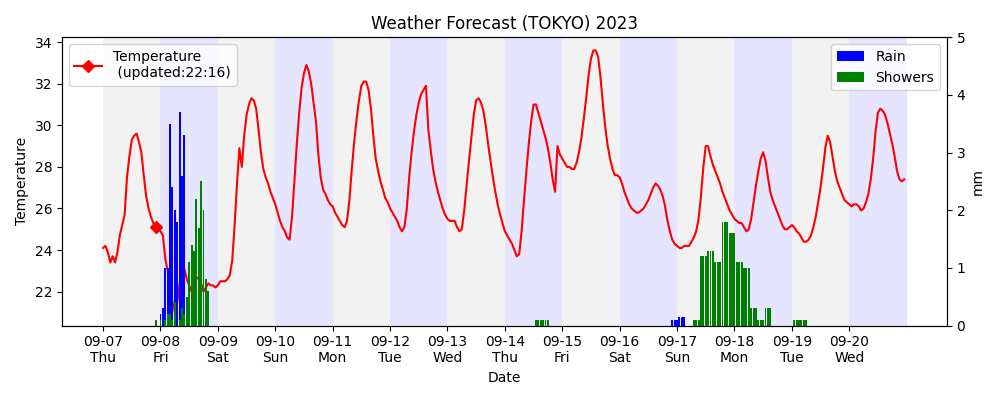 Weather Forecast (TOKYO) 2023
Temperature
(updated:22:16)
Rain
Showers
34
32
30
28
26
24
22
Temperature
5
4
3
2
1
0
mm
09-07 09-08 09-09 09-10 09-11 09-12 09-13 09-14 09-15 09-16 09-17 09-18 09-19 09-20
Thu Fri Sat Sun Mon Tue Wed Thu Fri Sat Sun Mon Tue Wed
Date